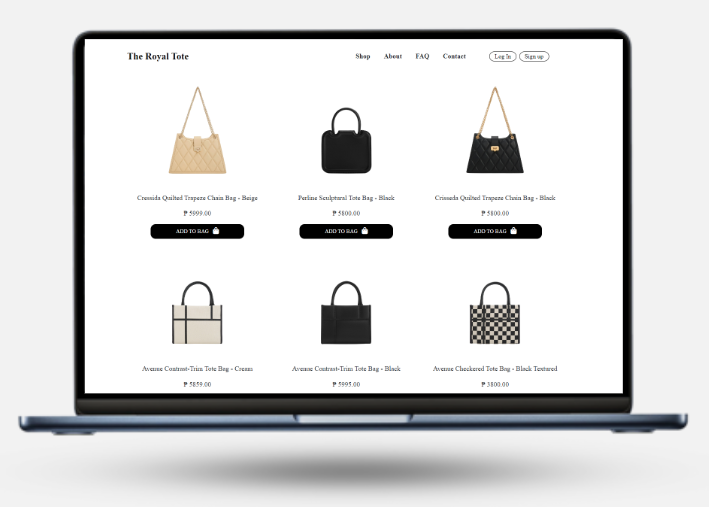 The Royal Tote
Shop About FAQ Contact Log In Sign up
Cressida Quilted Trapeze Chain Bag - Beige
Perline Sculptural Tote Bag - Black
Cressida Quilted Trapeze Chain Bag - Black
₱ 5999.00
₱ 5800.00
₱ 5800.00
ADD TO BAG
ADD TO BAG
ADD TO BAG
Avenue Contrast-Trim Tote Bag - Cream
Avenue Contrast-Trim Tote Bag - Black
Avenue Checkered Tote Bag - Black Textured
₱ 5859.00
₱ 5995.00
₱ 3800.00